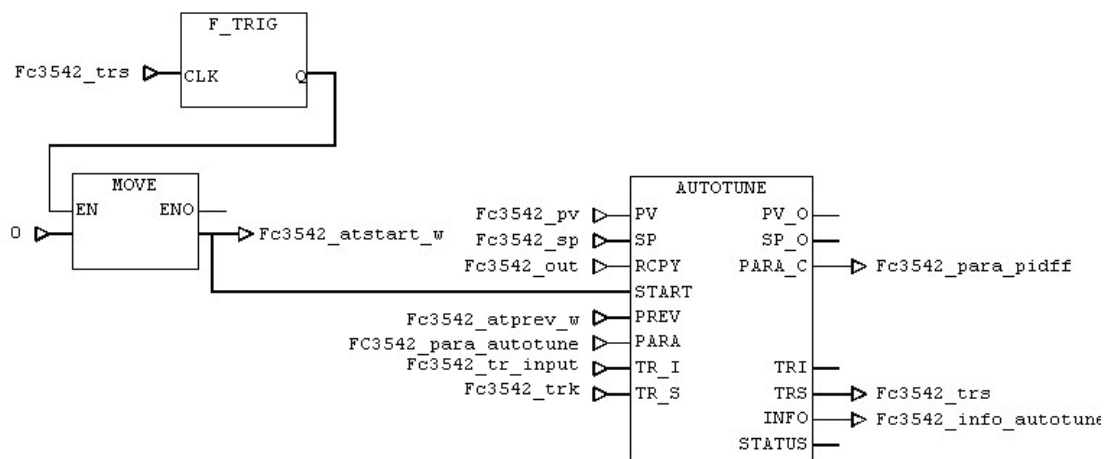 F_TRIG
Fc3542_trs CLK Q
MOVE
EN ENO
0 Fc3542_atstart_w
AUTOTUNE
Fc3542_pv PV PV_O
Fc3542_sp SP SP_O
Fc3542_out RCPY PARA_C Fc3542_para_pidff
START
Fc3542_atprev_w PREV
FC3542_para_autotune PARA
Fc3542_tr_input TR_I TRI
Fc3542_trk TR_S TRS Fc3542_trs
INFO Fc3542_info_autotune
STATUS